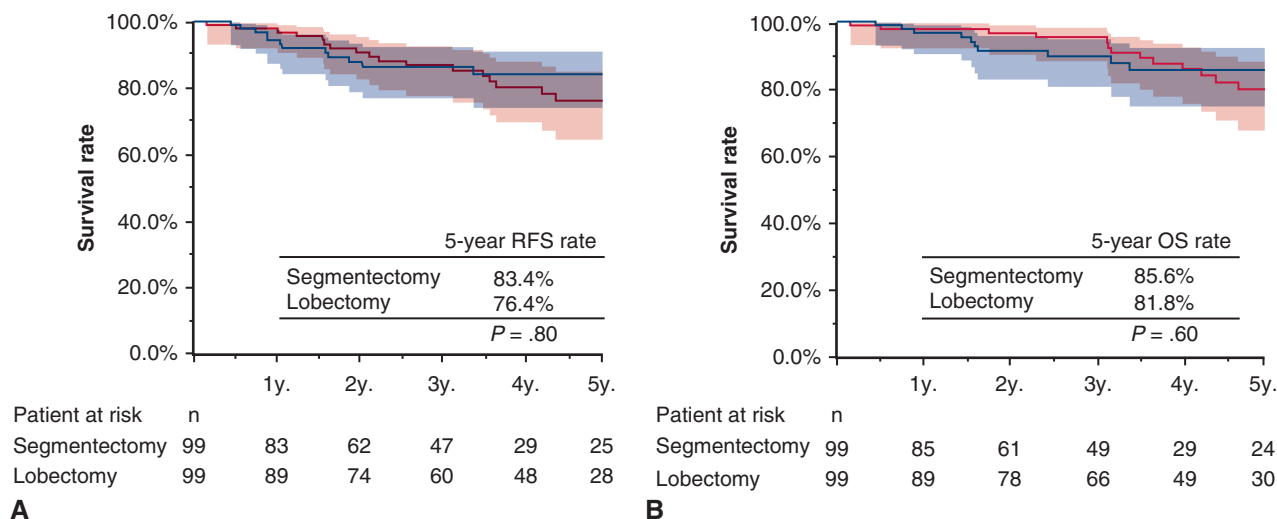 100.0%
80.0%
60.0%
40.0%
20.0%
0.0%
Survival rate
5-year RFS rate
Segmentectomy 83.4%
Lobectomy 76.4%
P = .80
1y. 2y. 3y. 4y. 5y.
Patient at risk n
Segmentectomy 99 83 62 47 29 25
Lobectomy 99 89 74 60 48 28
A
100.0%
80.0%
60.0%
40.0%
20.0%
0.0%
Survival rate
5-year OS rate
Segmentectomy 85.6%
Lobectomy 81.8%
P = .60
1y. 2y. 3y. 4y. 5y.
Patient at risk n
Segmentectomy 99 85 61 49 29 24
Lobectomy 99 89 78 66 49 30
B